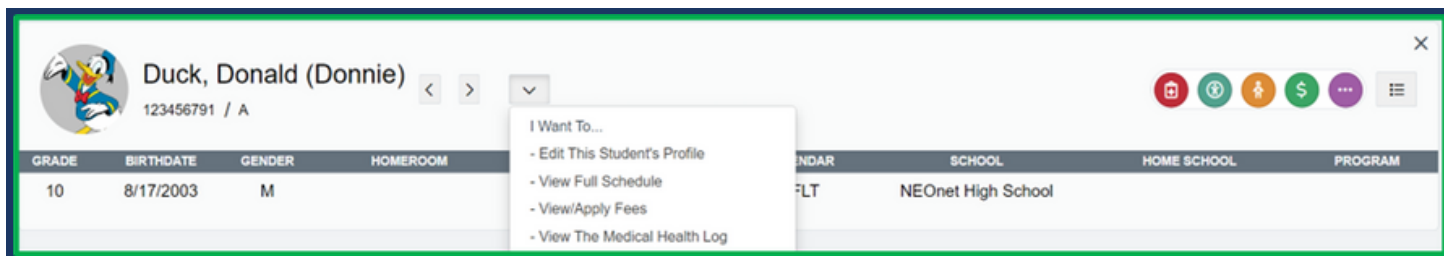 Duck, Donald (Donnie)
123456791 / A
I Want To...
- Edit This Student's Profile
- View Full Schedule
- View/Apply Fees
- View The Medical Health Log
GRADE BIRTHDATE GENDER HOMEROOM NDAR SCHOOL HOME SCHOOL PROGRAM
10 8/17/2003 M FLT NEOnet High School